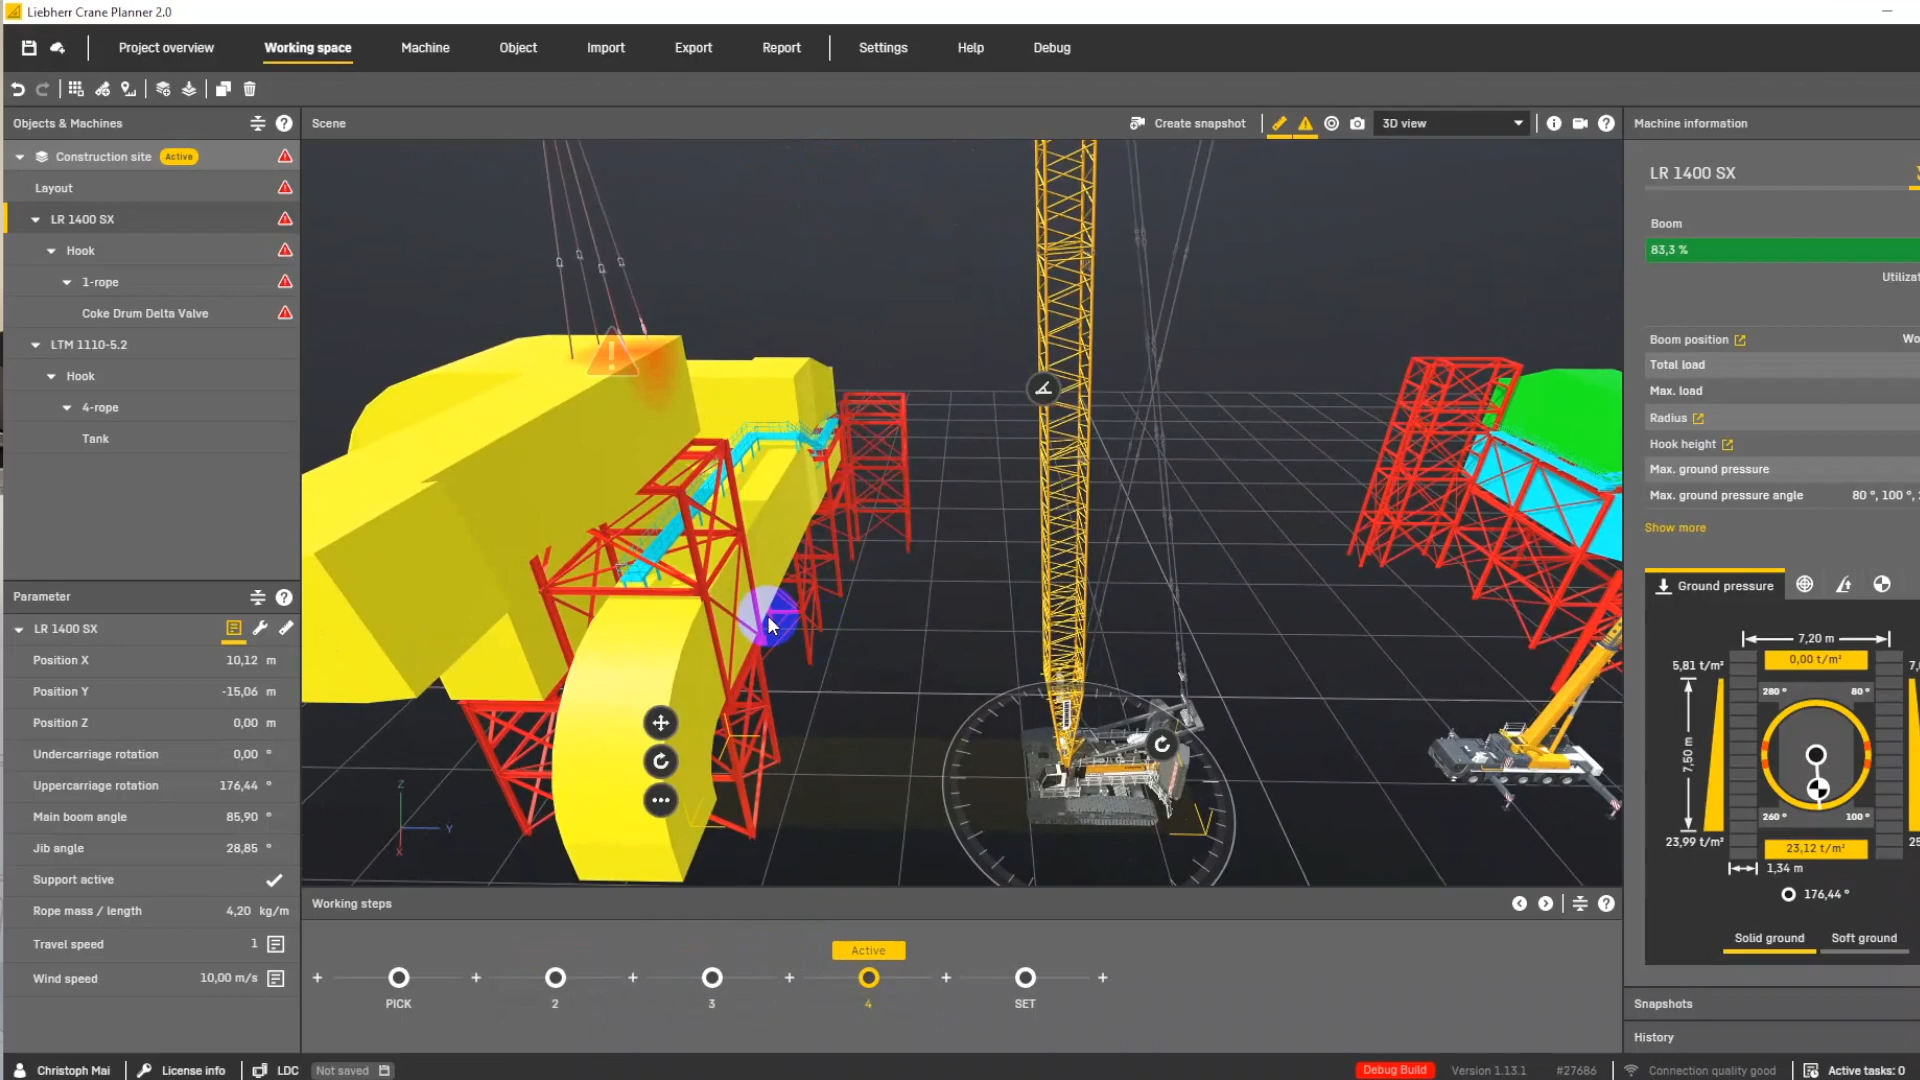 Liebherr Crane Planner 2.0
Project overview
Working space
Machine
Object
Import
Export
Report
Settings
Help
Debug
Objects & Machines
Construction site Active
Layout
LR 1400 SX
Hook
1-rope
Coke Drum Delta Valve
LTM 1110-5.2
Hook
4-rope
Tank
Parameter
LR 1400 SX
Position X 10,12 m
Position Y -15,06 m
Position Z 0,00 m
Undercarriage rotation 0,00 °
Uppercarriage rotation 176,44 °
Main boom angle 85,90 °
Jib angle 28,85 °
Support active
Rope mass / length 4,20 kg/m
Travel speed 1
Wind speed 10,00 m/s
Scene
Create snapshot
3D view
Z
Y
X
Working steps
Active
PICK
2
3
4
SET
Machine information
LR 1400 SX
Boom
83,3 %
Utilizat
Boom position Wo
Total load
Max. load
Radius
Hook height
Max. ground pressure
Max. ground pressure angle 80 °, 100 °,
Show more
Ground pressure
7,20 m
5,81 t/m²
0,00 t/m²
7,
280 °
80 °
7,50 m
260 °
100 °
23,99 t/m²
23,12 t/m²
25
1,34 m
176,44 °
Solid ground
Soft ground
Snapshots
History
Christoph Mai
License info
LDC
Not saved
Debug Build
Version 1.13.1
#27686
Connection quality good
Active tasks: 0